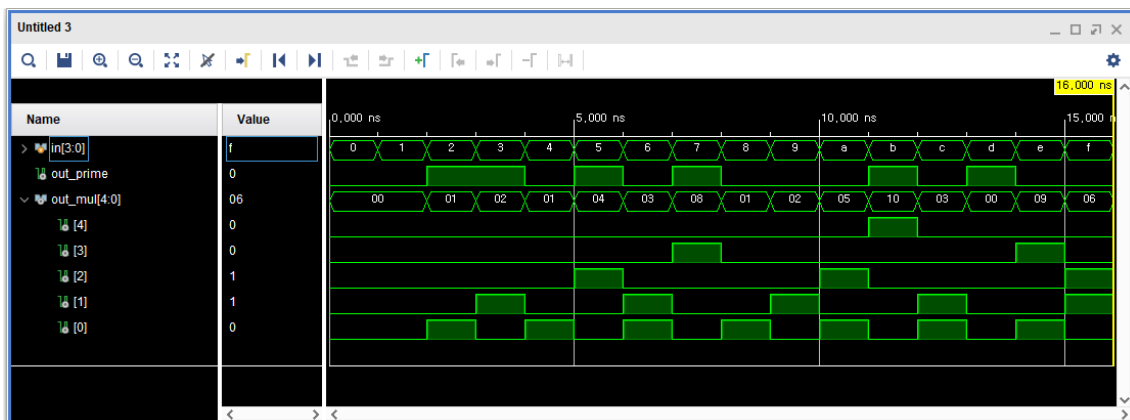 Untitled 3
16,000 ns
Name Value 0,000 ns 5,000 ns 10,000 ns 15,000 n
in[3:0] f 0 1 2 3 4 5 6 7 8 9 a b c d e f
out_prime 0
out_mul[4:0] 06 00 01 02 01 04 03 08 01 02 05 10 03 00 09 06
[4] 0
[3] 0
[2] 1
[1] 1
[0] 0